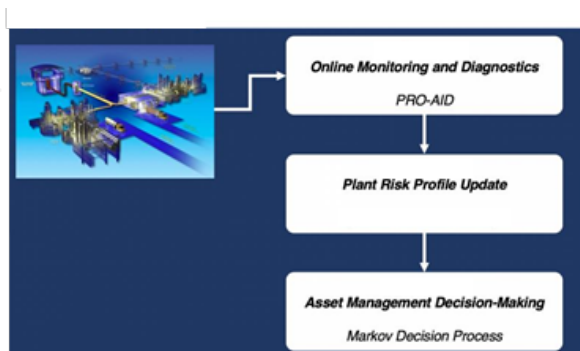 Online Monitoring and Diagnostics
PRO-AID
Plant Risk Profile Update
Asset Management Decision-Making
Markov Decision Process